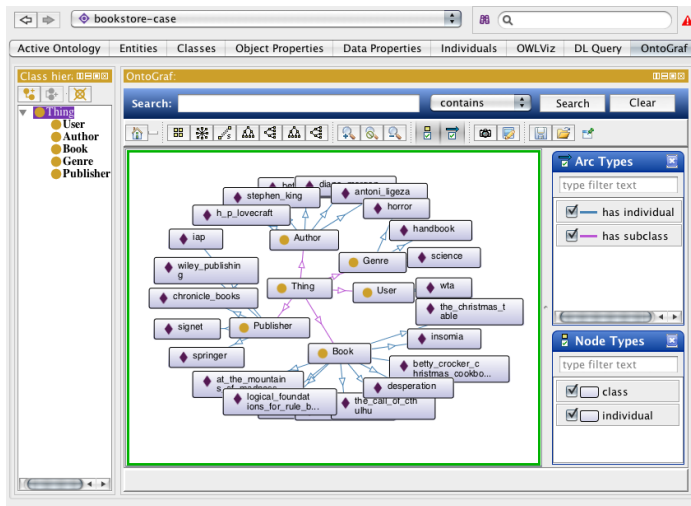 bookstore-case
Active Ontology Entities Classes Object Properties Data Properties Individuals OWLViz DL Query OntoGraf
Class hier
OntoGraf:
Search: contains Search Clear
Thing
User
Author
Book
Genre
Publisher
stephen_king
antoni_ligeza
h_p_lovecraft
horror
iap
Author
handbook
Genre
science
wiley_publishin
g
Thing
User
wta
chronicle_books
the_christmas_t
able
signet
Publisher
insomia
springer
Book
at_the_mountain
betty_crocker_c
hristmas_cookbo...
desperation
logical_foundat
ions_for_rule_b...
the_call_of_cth
ulhu
Arc Types
type filter text
has individual
has subclass
Node Types
type filter text
class
individual